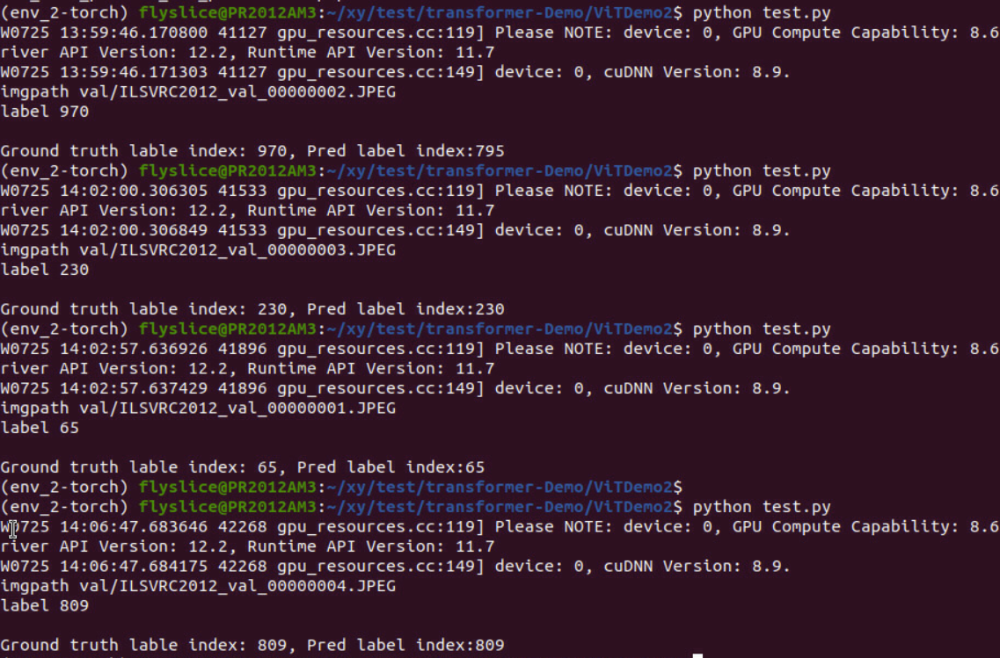 (env_2-torch) flyslice@PR2012AM3:~/xy/test/transformer-Demo/ViTDemo2$ python test.py
W0725 13:59:46.170800 41127 gpu_resources.cc:119] Please NOTE: device: 0, GPU Compute Capability: 8.6
river API Version: 12.2, Runtime API Version: 11.7
W0725 13:59:46.171303 41127 gpu_resources.cc:149] device: 0, cuDNN Version: 8.9.
imgpath val/ILSVRC2012_val_00000002.JPEG
label 970
Ground truth lable index: 970, Pred label index:795
(env_2-torch) flyslice@PR2012AM3:~/xy/test/transformer-Demo/ViTDemo2$ python test.py
W0725 14:02:00.306305 41533 gpu_resources.cc:119] Please NOTE: device: 0, GPU Compute Capability: 8.6
river API Version: 12.2, Runtime API Version: 11.7
W0725 14:02:00.306849 41533 gpu_resources.cc:149] device: 0, cuDNN Version: 8.9.
imgpath val/ILSVRC2012_val_00000003.JPEG
label 230
Ground truth lable index: 230, Pred label index:230
(env_2-torch) flyslice@PR2012AM3:~/xy/test/transformer-Demo/ViTDemo2$ python test.py
W0725 14:02:57.636926 41896 gpu_resources.cc:119] Please NOTE: device: 0, GPU Compute Capability: 8.6
river API Version: 12.2, Runtime API Version: 11.7
W0725 14:02:57.637429 41896 gpu_resources.cc:149] device: 0, cuDNN Version: 8.9.
imgpath val/ILSVRC2012_val_00000001.JPEG
label 65
Ground truth lable index: 65, Pred label index:65
(env_2-torch) flyslice@PR2012AM3:~/xy/test/transformer-Demo/ViTDemo2$
(env_2-torch) flyslice@PR2012AM3:~/xy/test/transformer-Demo/ViTDemo2$ python test.py
W0725 14:06:47.683646 42268 gpu_resources.cc:119] Please NOTE: device: 0, GPU Compute Capability: 8.6
river API Version: 12.2, Runtime API Version: 11.7
W0725 14:06:47.684175 42268 gpu_resources.cc:149] device: 0, cuDNN Version: 8.9.
imgpath val/ILSVRC2012_val_00000004.JPEG
label 809
Ground truth lable index: 809, Pred label index:809